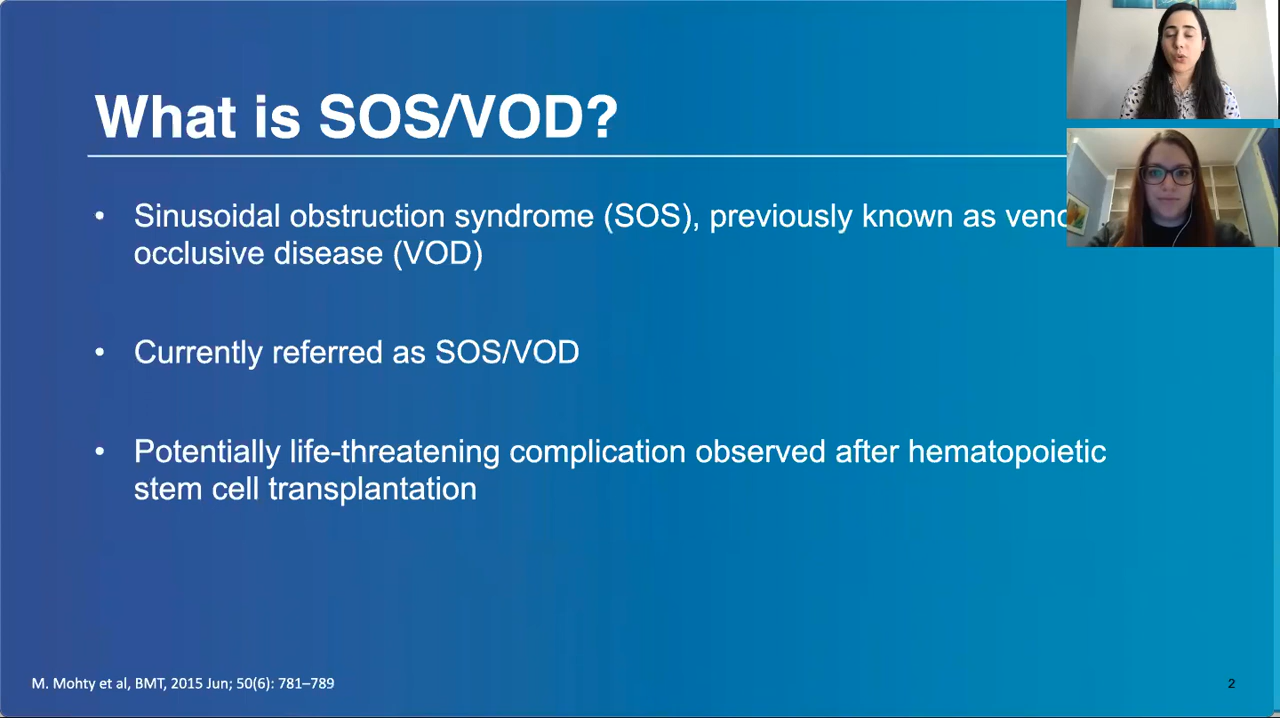 What is SOS/VOD?
• Sinusoidal obstruction syndrome (SOS), previously known as
occlusive disease (VOD)
• Currently referred as SOS/VOD
• Potentially life-threatening complication observed after hematopoietic
stem cell transplantation
M. Mohty et al, BMT, 2015 Jun; 50(6): 781–789
2